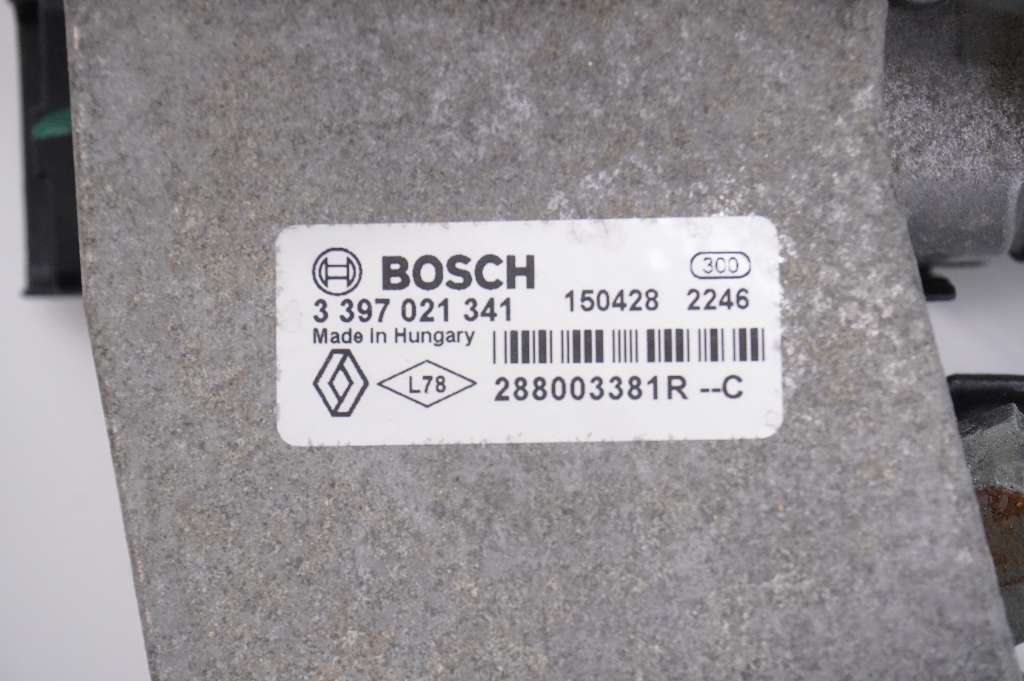 BOSCH 300
3 397 021 341 150428 2246
Made In Hungary
L78 288003381R --C